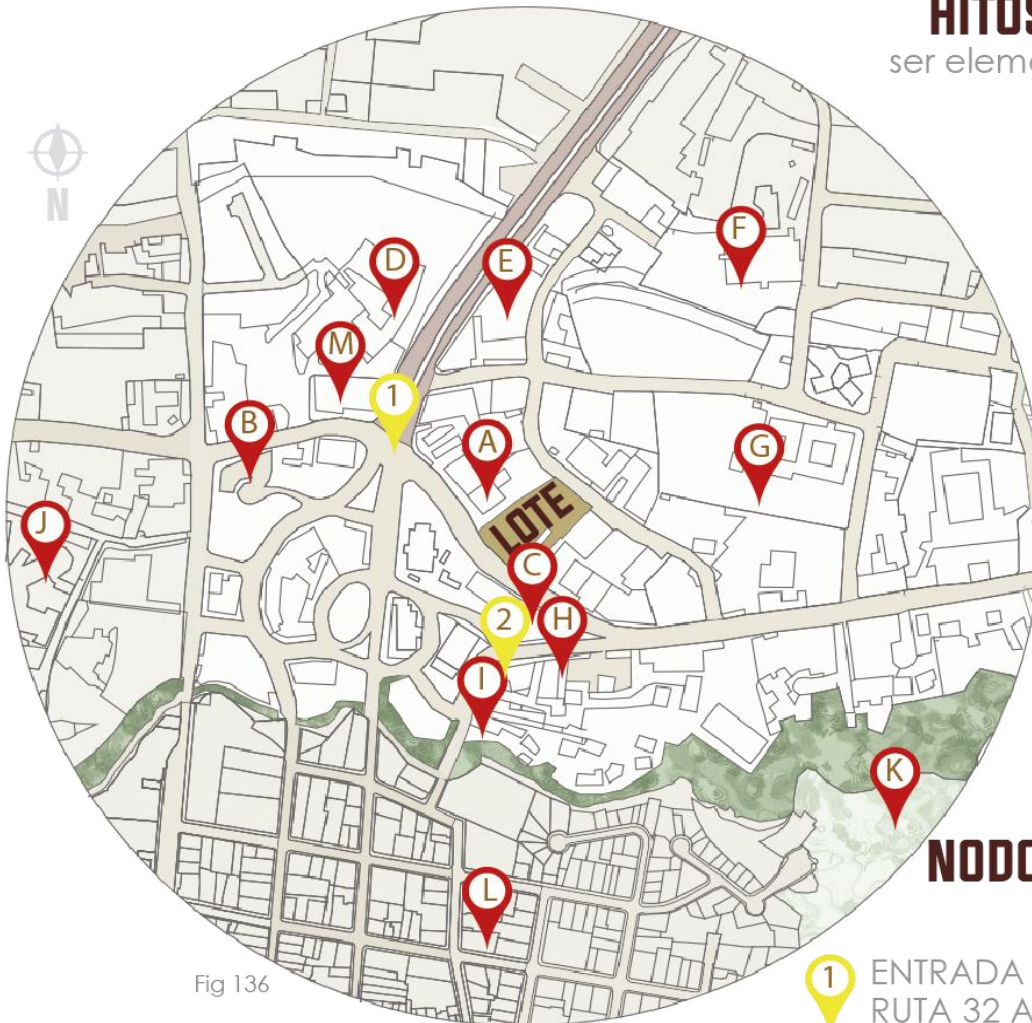 HITOS
ser eleme
N
F
D
E
M
1
B
A
G
LOTE
J
C
2
H
I
K
NODO
L
Fig 136
1 ENTRADA
RUTA 32 A